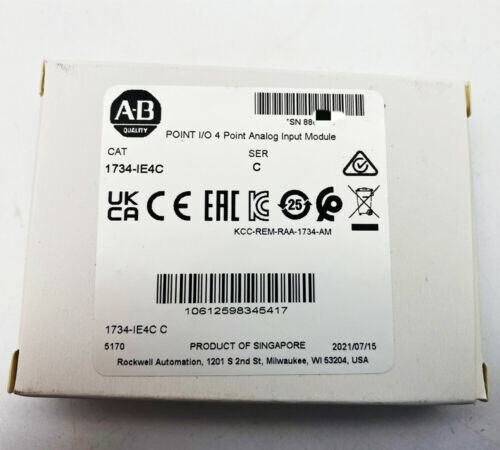 A-B
QUALITY
*SN 88
POINT I/O 4 Point Analog Input Module
CAT
SER
1734-IE4C
C
UK
CA
CE
EAC
KC
25
KCC-REM-RAA-1734-AM
10612598345417
1734-IE4C C
5170
PRODUCT OF SINGAPORE
2021/07/15
Rockwell Automation, 1201 S 2nd St, Milwaukee, WI 53204, USA